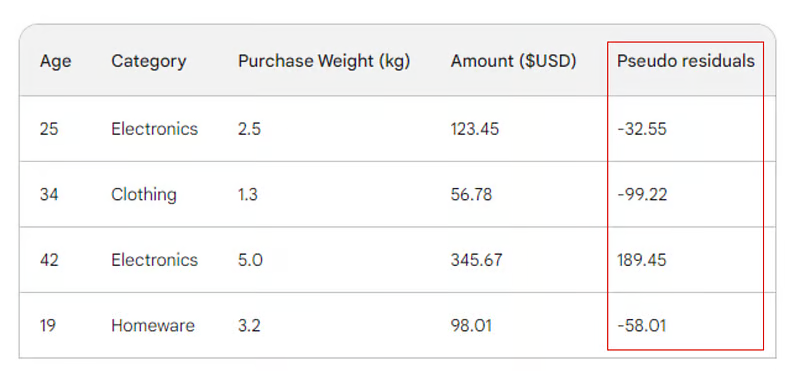 Age Category Purchase Weight (kg) Amount ($USD) Pseudo residuals
25 Electronics 2.5 123.45 -32.55
34 Clothing 1.3 56.78 -99.22
42 Electronics 5.0 345.67 189.45
19 Homeware 3.2 98.01 -58.01